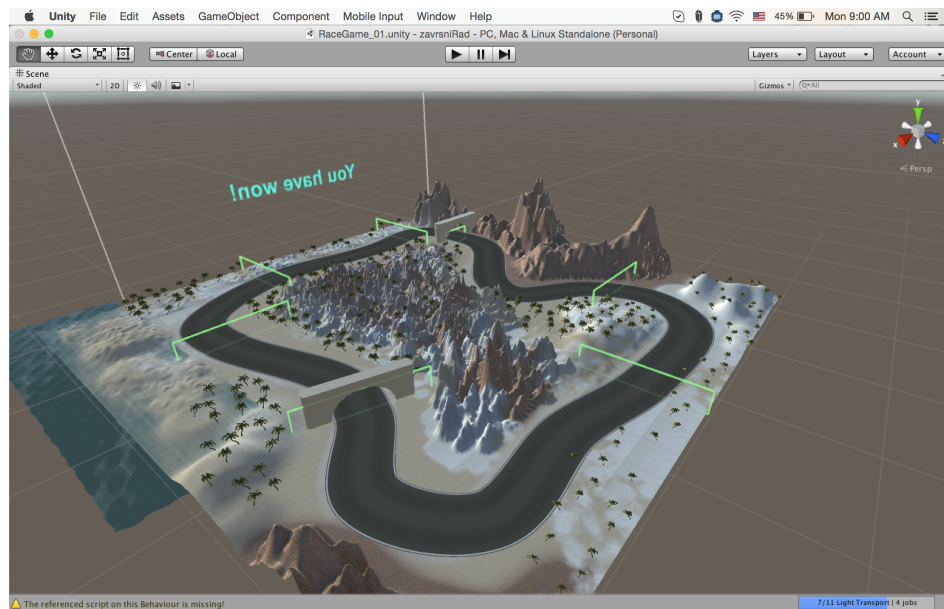 Unity File Edit Assets GameObject Component Mobile Input Window Help 45% Mon 9:00 AM
RaceGame_01.unity - zavrsniRad - PC, Mac & Linux Standalone (Personal)
Center Local Layers Layout Account
Scene
Shaded 2D Gizmos All
y
x
Persp
You have won!
The referenced script on this Behaviour is missing! 7/11 Light Transport | 4 jobs